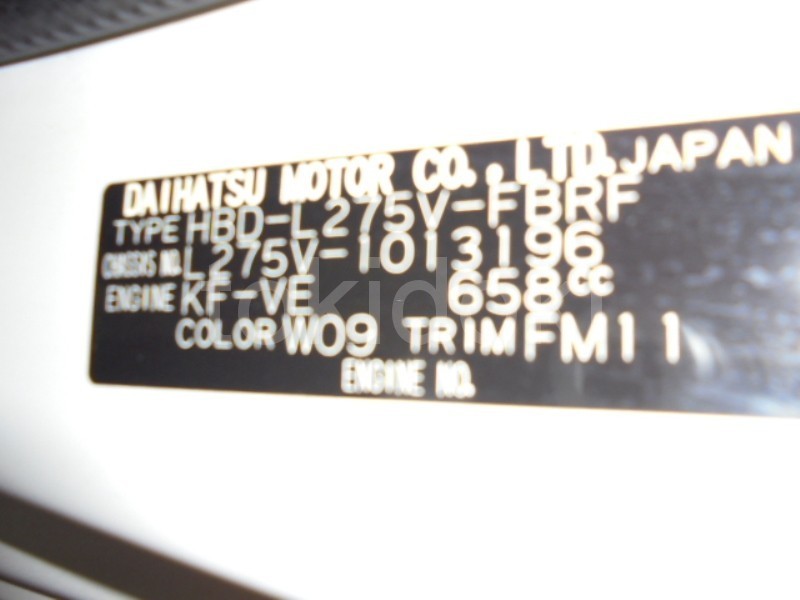 DAIHATSU MOTOR CO., LTD. JAPAN
TYPE HBD-L275V-FBRF
CHASSIS NO. L275V-1013196
ENGINE KF-VE 658cc
COLOR W09 TRIM FM11
ENGINE NO.